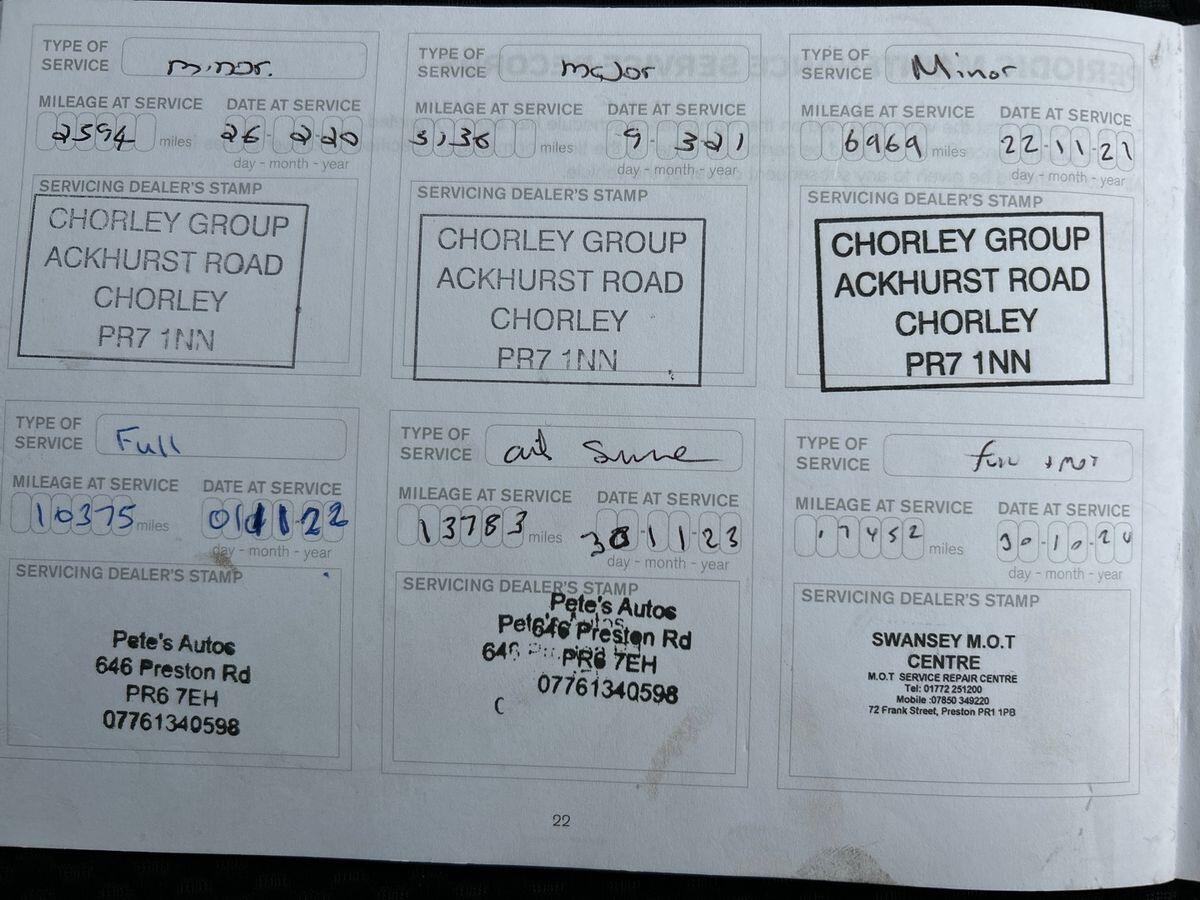 TYPE OF SERVICE minor.
MILEAGE AT SERVICE DATE AT SERVICE
2594 miles 26-2-20
day - month - year
SERVICING DEALER'S STAMP
CHORLEY GROUP
ACKHURST ROAD
CHORLEY
PR7 1NN
TYPE OF SERVICE major
MILEAGE AT SERVICE DATE AT SERVICE
5136 miles 9-3-21
day - month - year
SERVICING DEALER'S STAMP
CHORLEY GROUP
ACKHURST ROAD
CHORLEY
PR7 1NN
TYPE OF SERVICE Minor
MILEAGE AT SERVICE DATE AT SERVICE
6969 miles 22-11-21
day - month - year
SERVICING DEALER'S STAMP
CHORLEY GROUP
ACKHURST ROAD
CHORLEY
PR7 1NN
TYPE OF SERVICE Full
MILEAGE AT SERVICE DATE AT SERVICE
10375 miles 22
day - month - year
SERVICING DEALER'S STAMP
Pete's Autos
646 Preston Rd
PR6 7EH
07761340598
TYPE OF SERVICE
MILEAGE AT SERVICE DATE AT SERVICE
13783 miles 30-11-23
day - month - year
SERVICING DEALER'S STAMP
Pete's Autos
646 Preston Rd
PR6 7EH
07761340598
TYPE OF SERVICE Full + MOT
MILEAGE AT SERVICE DATE AT SERVICE
17452 miles 30-10-24
day - month - year
SERVICING DEALER'S STAMP
SWANSEY M.O.T
CENTRE
M.O.T SERVICE REPAIR CENTRE
Tel: 01772 251200
Mobile :07850 349220
72 Frank Street, Preston PR1 1PB
22